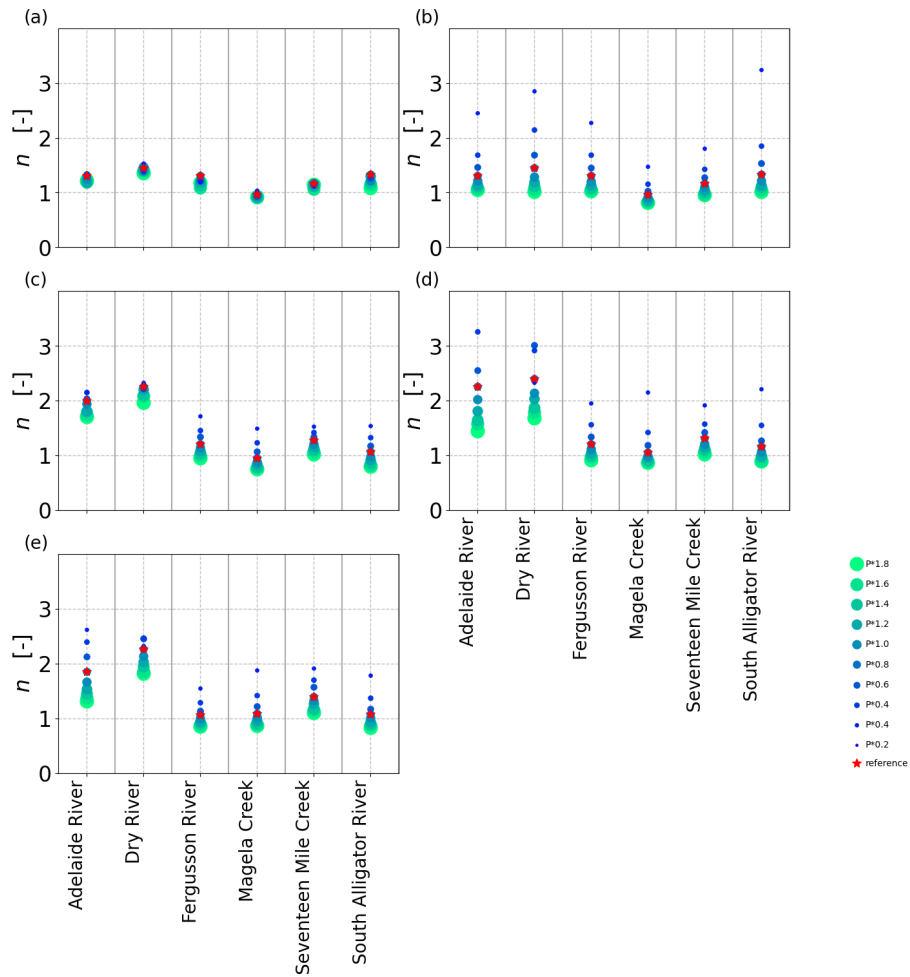 (a)
(b)
3
2
1
0
n [-]
3
2
1
0
n [-]
(c)
(d)
3
2
1
0
n [-]
3
2
1
0
n [-]
Adelaide River
Dry River
Fergusson River
Magela Creek
Seventeen Mile Creek
South Alligator River
(e)
3
2
1
0
n [-]
Adelaide River
Dry River
Fergusson River
Magela Creek
Seventeen Mile Creek
South Alligator River
P*1.8
P*1.6
P*1.4
P*1.2
P*1.0
P*0.8
P*0.6
P*0.4
P*0.4
P*0.2
reference